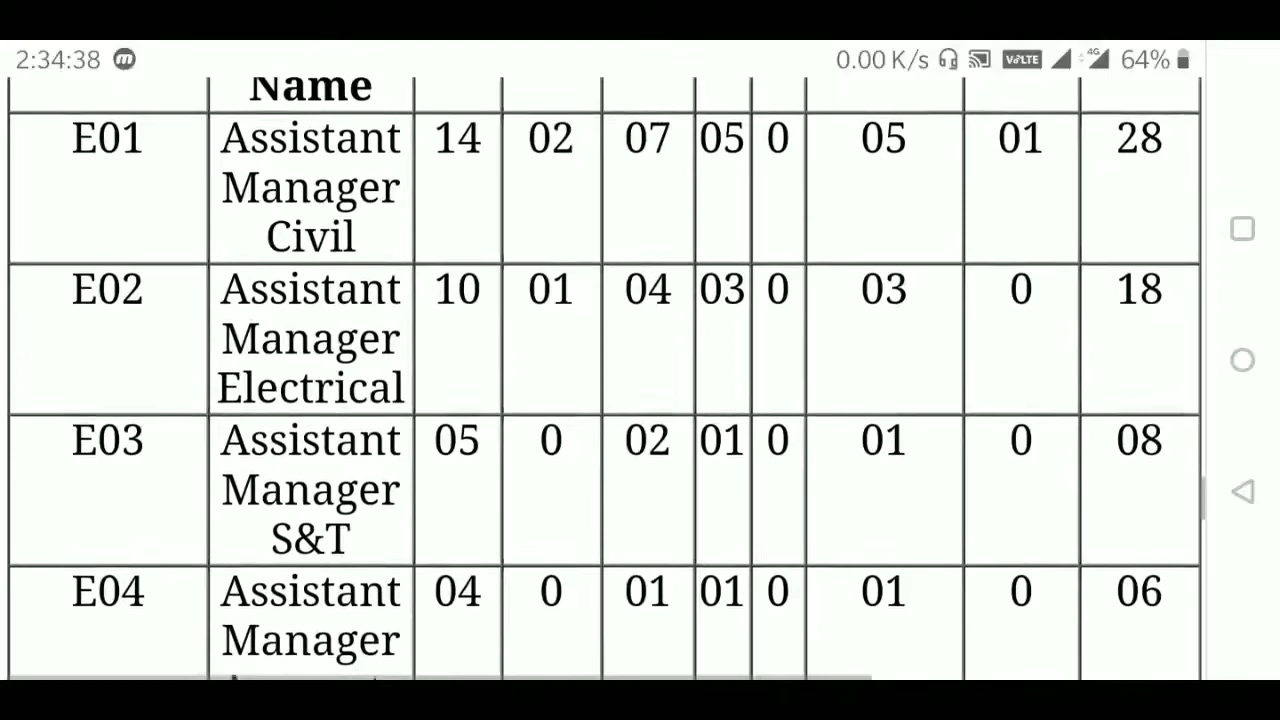 2:34:38 0.00 K/s VoLTE 4G 64%
Name
E01 Assistant 14 02 07 05 0 05 01 28
Manager
Civil
E02 Assistant 10 01 04 03 0 03 0 18
Manager
Electrical
E03 Assistant 05 0 02 01 0 01 0 08
Manager
S&T
E04 Assistant 04 0 01 01 0 01 0 06
Manager